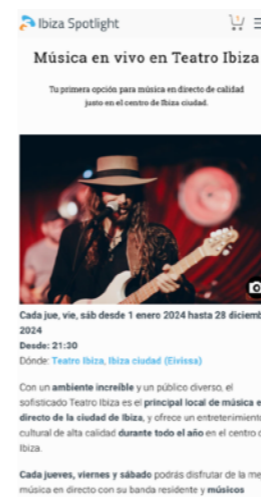 Ibiza Spotlight
Música en vivo en Teatro Ibiza
Tu primera opción para música en directo de calidad
justo en el centro de Ibiza ciudad.
Cada jue, vie, sáb desde 1 enero 2024 hasta 28 diciemb
2024
Desde: 21:30
Dónde: Teatro Ibiza, Ibiza ciudad (Eivissa)
Con un ambiente increíble y un público diverso, el
sofisticado Teatro Ibiza es el principal local de música e
directo de la ciudad de Ibiza, y ofrece un entretenimient
cultural de alta calidad durante todo el año en el centro d
Ibiza.
Cada jueves, viernes y sábado podrás disfrutar de la me
música en directo con su banda residente y músicos